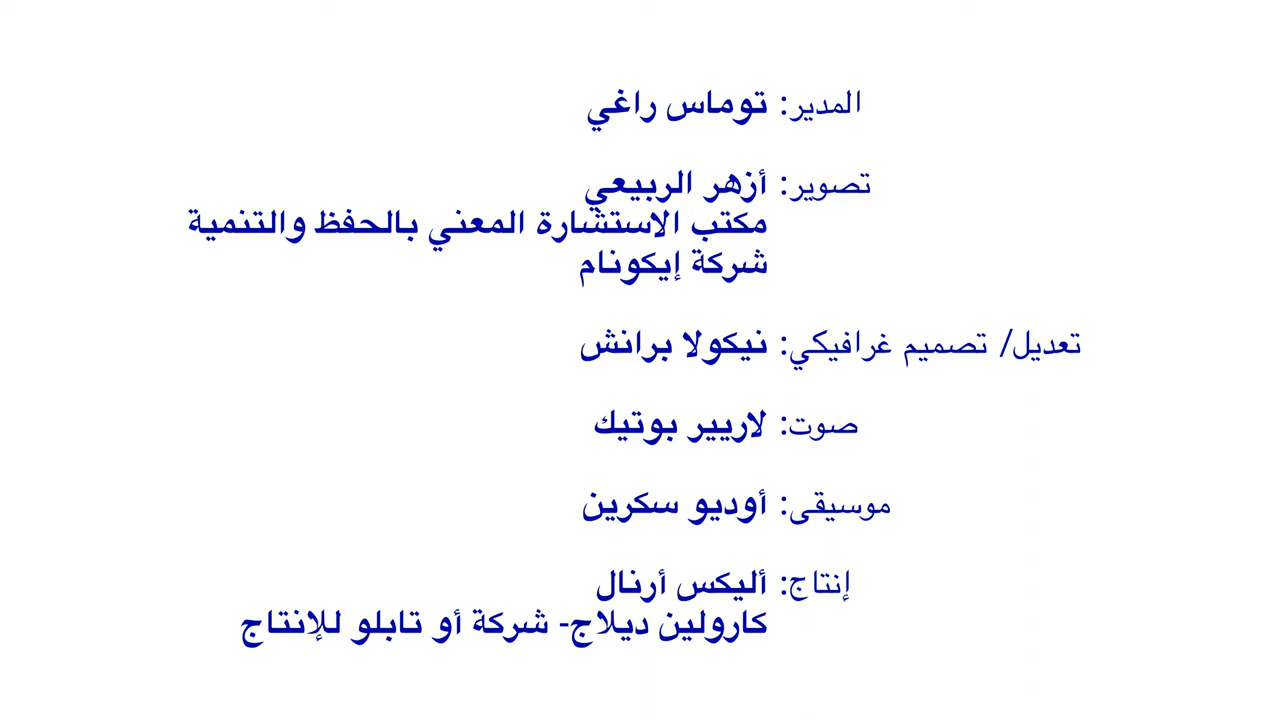 المدير: توماس راغي
تصوير: أزهر الربيعي
مكتب الاستشارة المعني بالحفظ والتنمية
شركة إيكونام
تعديل/ تصميم غرافيكي: نيكولا برانش
صوت: لاريير بوتيك
موسيقى: أوديو سكرين
إنتاج: أليكس أرنال
كارولين ديلاج- شركة أو تابلو للإنتاج